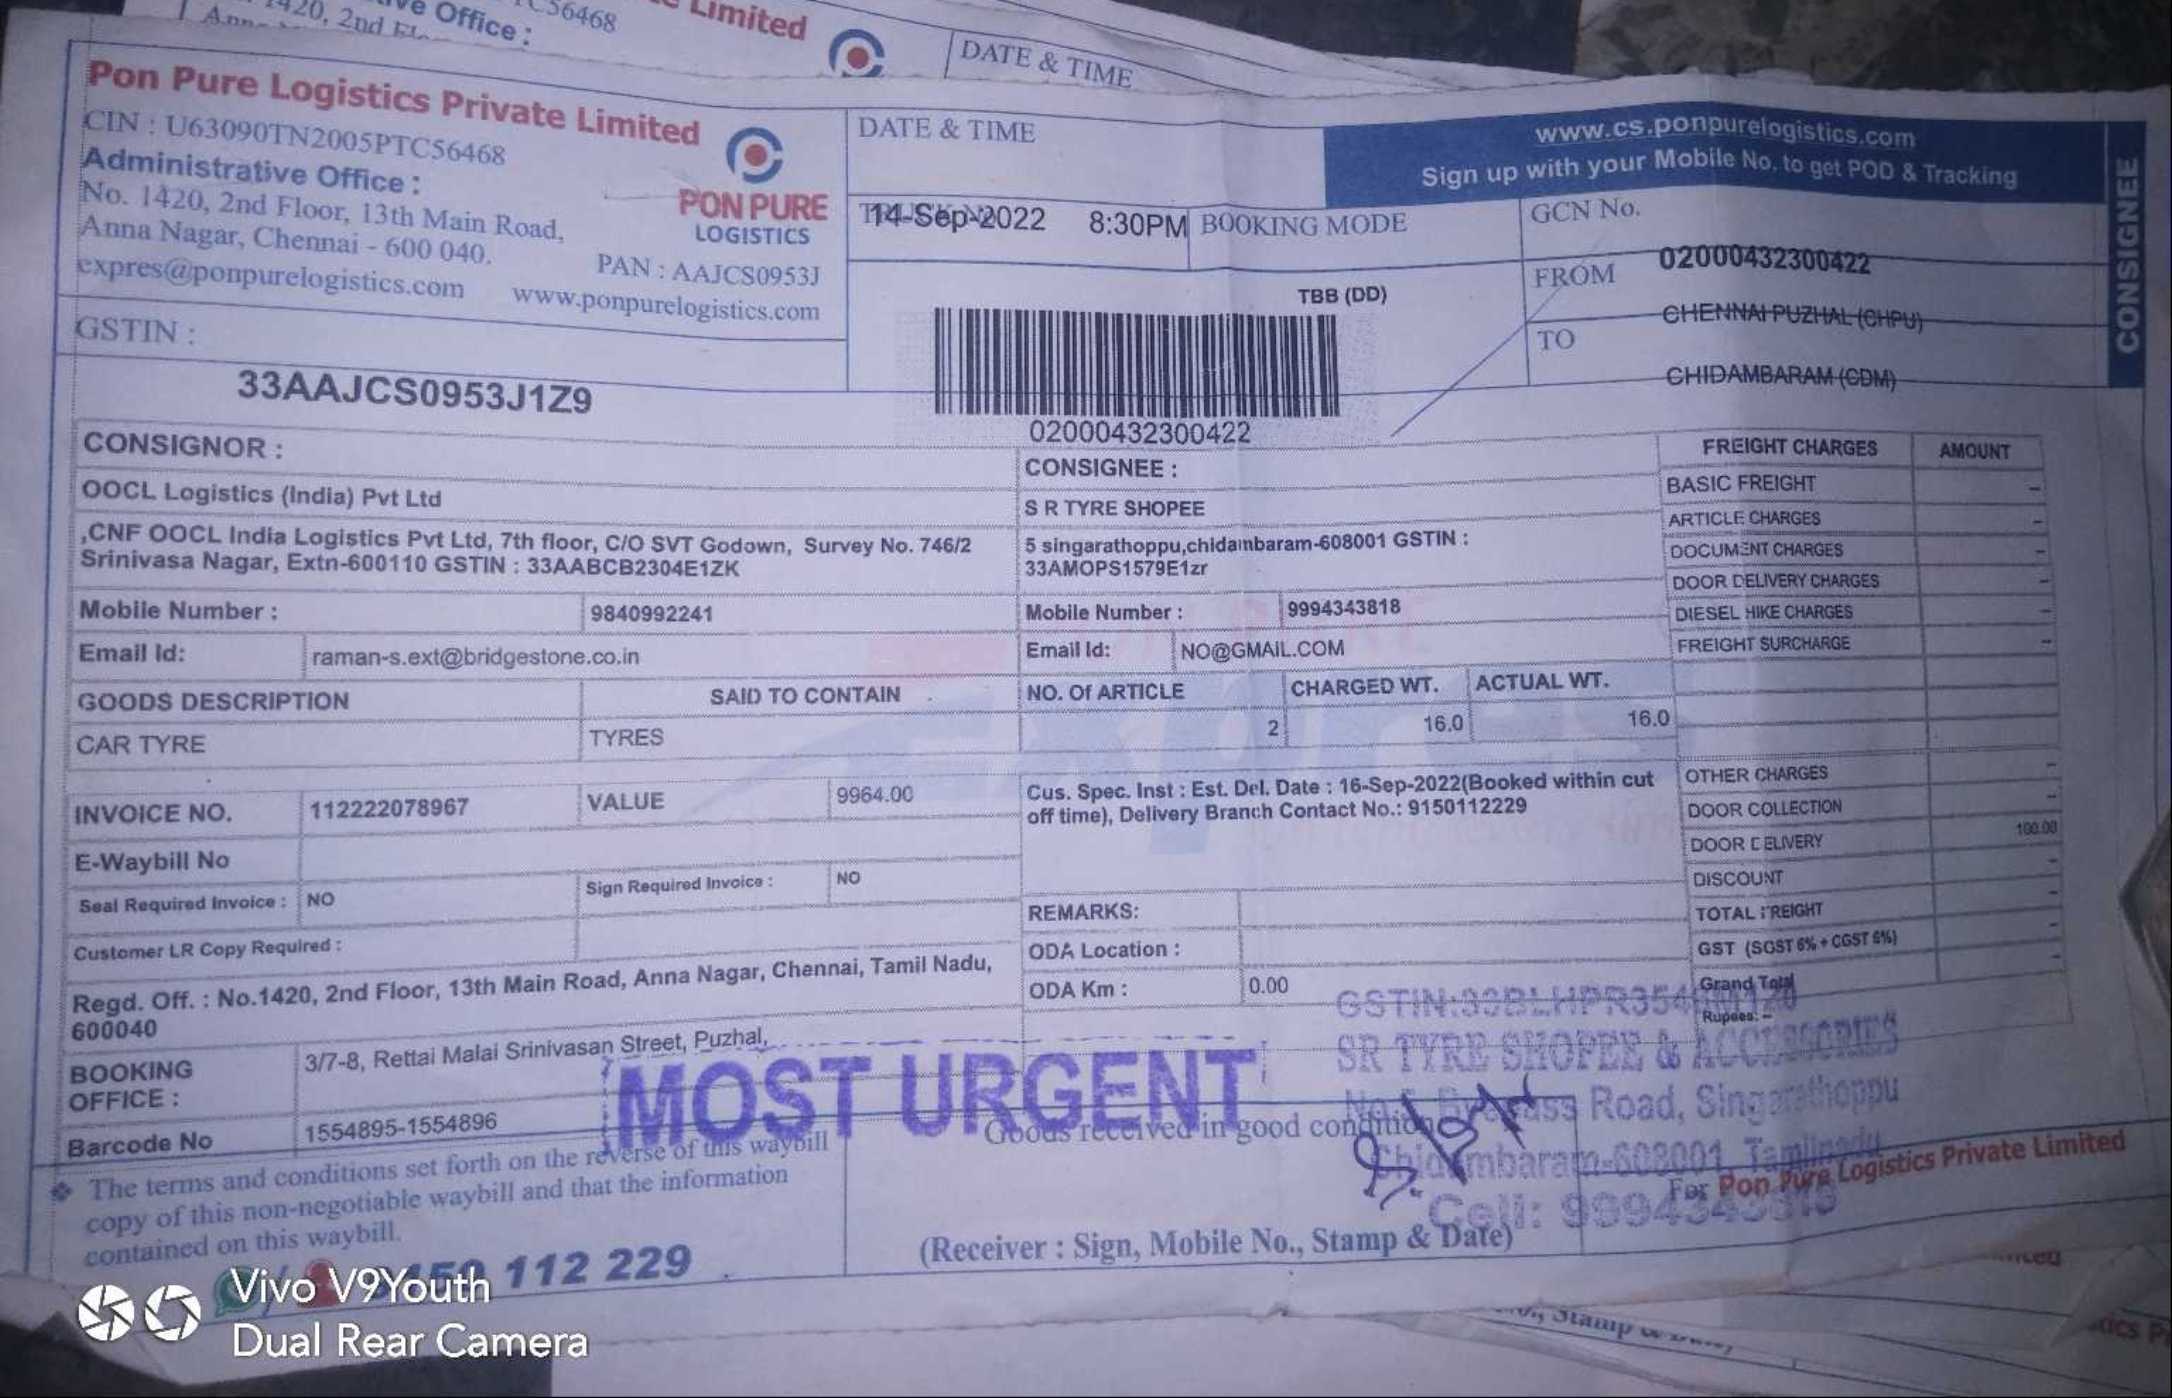 1420, 2nd
ve Office :
C56468
Limited
DATE & TIME
Pon Pure Logistics Private Limited
CIN : U63090TN2005PTC56468
Administrative Office :
No. 1420, 2nd Floor, 13th Main Road,
Anna Nagar, Chennai - 600 040.
expres@ponpurelogistics.com
PAN : AAJCS0953J
www.ponpurelogistics.com
PON PURE
LOGISTICS
GSTIN :
33AAJCS0953J1Z9
DATE & TIME
14-Sep-2022 8:30PM
BOOKING MODE
TBB (DD)
www.cs.ponpurelogistics.com
Sign up with your Mobile No. to get POD & Tracking
GCN No.
02000432300422
FROM
CHENNAI PUZHAL (CHPU)
TO
CHIDAMBARAM (CDM)
CONSIGNEE
02000432300422
CONSIGNOR :
OOCL Logistics (India) Pvt Ltd
,CNF OOCL India Logistics Pvt Ltd, 7th floor, C/O SVT Godown, Survey No. 746/2
Srinivasa Nagar, Extn-600110 GSTIN : 33AABCB2304E1ZK
Mobile Number : 9840992241
Email Id: raman-s.ext@bridgestone.co.in
CONSIGNEE :
S R TYRE SHOPEE
5 singarathoppu,chidambaram-608001 GSTIN :
33AMOPS1579E1zr
Mobile Number : 9994343818
Email Id: NO@GMAIL.COM
GOODS DESCRIPTION SAID TO CONTAIN
CAR TYRE TYRES
NO. Of ARTICLE CHARGED WT. ACTUAL WT.
2 16.0 16.0
INVOICE NO. 112222078967 VALUE 9964.00
E-Waybill No
Seal Required Invoice : NO Sign Required Invoice : NO
Customer LR Copy Required :
Cus. Spec. Inst : Est. Del. Date : 16-Sep-2022(Booked within cut
off time), Delivery Branch Contact No.: 9150112229
REMARKS:
ODA Location :
ODA Km : 0.00
FREIGHT CHARGES AMOUNT
BASIC FREIGHT –
ARTICLE CHARGES –
DOCUMENT CHARGES –
DOOR DELIVERY CHARGES –
DIESEL HIKE CHARGES –
FREIGHT SURCHARGE –
OTHER CHARGES –
DOOR COLLECTION –
DOOR DELIVERY 100.00
DISCOUNT –
TOTAL FREIGHT –
GST (SGST 6% + CGST 6%) –
Grand Total –
Rupees: –
Regd. Off. : No.1420, 2nd Floor, 13th Main Road, Anna Nagar, Chennai, Tamil Nadu,
600040
BOOKING
OFFICE :
3/7-8, Rettai Malai Srinivasan Street, Puzhal,
Barcode No 1554895-1554896
MOST URGENT
SR TYRE SHOPEE & ACCESSORIES
Road, Singarathoppu
Chidambaram-608001, Tamilnadu
Cell:
Goods received in good condition
The terms and conditions set forth on the reverse of this waybill
copy of this non-negotiable waybill and that the information
contained on this waybill.
112 229
(Receiver : Sign, Mobile No., Stamp & Date)
For Pon Pure Logistics Private Limited
Stamp &
Vivo V9Youth
Dual Rear Camera